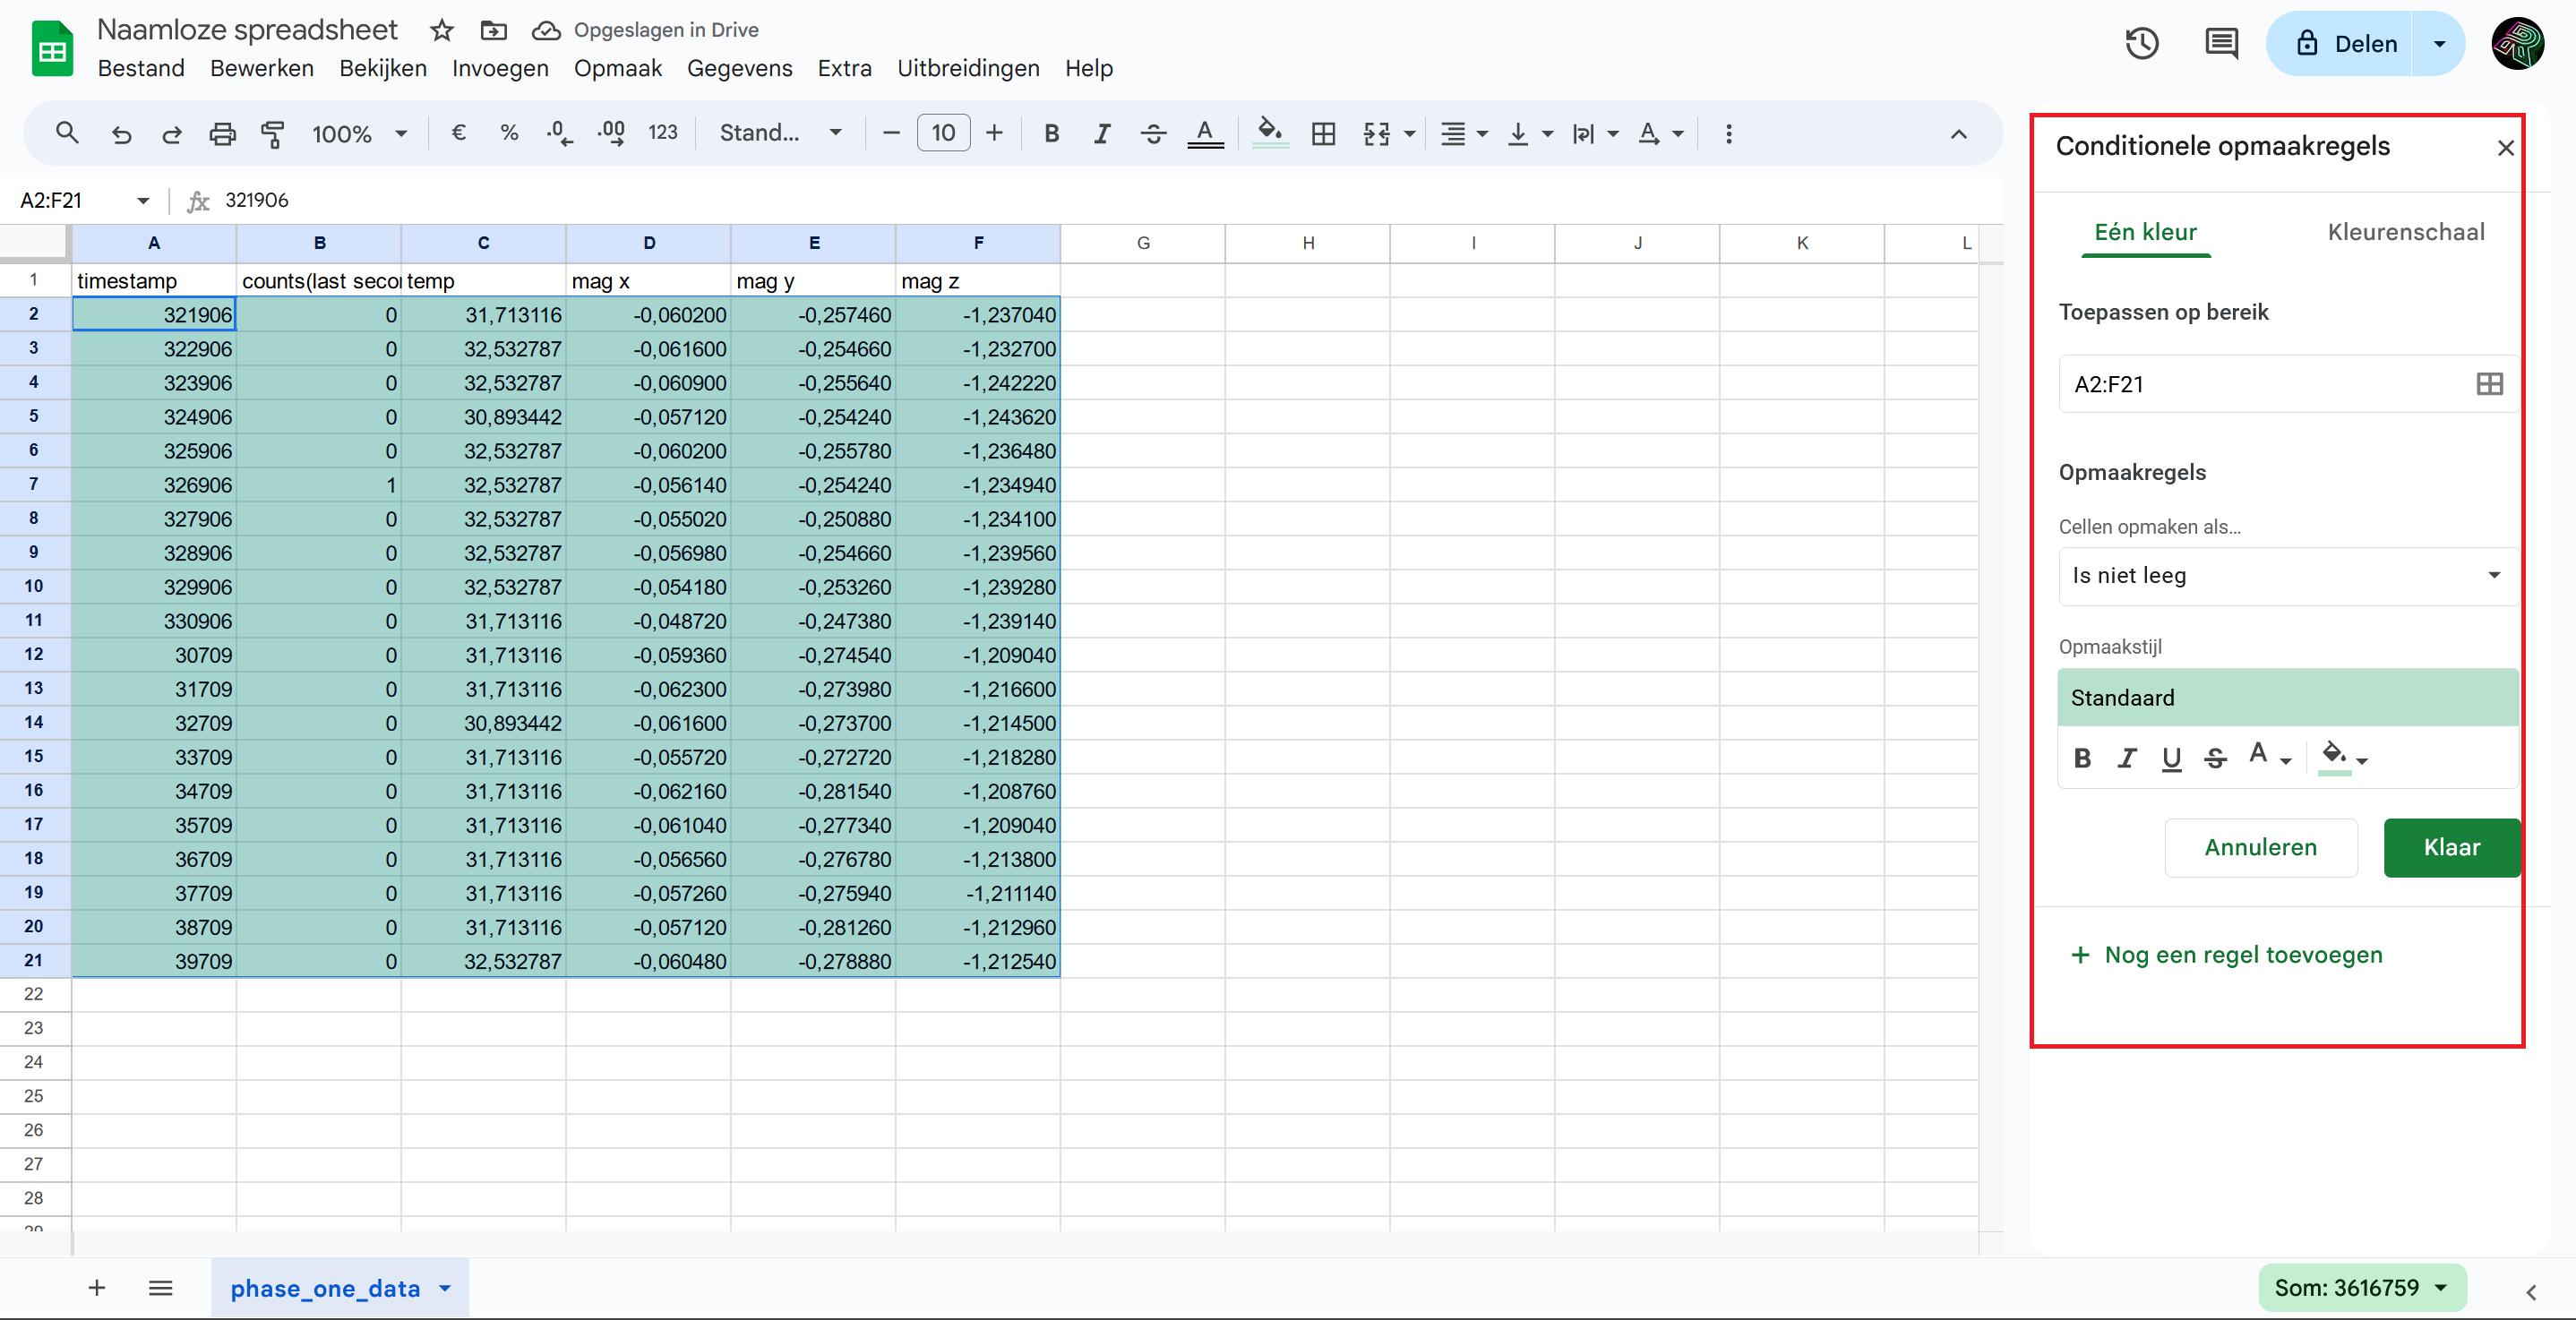 Naamloze spreadsheet Opgeslagen in Drive
Bestand Bewerken Bekijken Invoegen Opmaak Gegevens Extra Uitbreidingen Help
Delen
100% € % .0 .00 123 Stand... 10 B I S A A
A2:F21 fx 321906
A B C D E F G H I J K L
1 timestamp counts(last seco temp mag x mag y mag z
2 321906 0 31,713116 -0,060200 -0,257460 -1,237040
3 322906 0 32,532787 -0,061600 -0,254660 -1,232700
4 323906 0 32,532787 -0,060900 -0,255640 -1,242220
5 324906 0 30,893442 -0,057120 -0,254240 -1,243620
6 325906 0 32,532787 -0,060200 -0,255780 -1,236480
7 326906 1 32,532787 -0,056140 -0,254240 -1,234940
8 327906 0 32,532787 -0,055020 -0,250880 -1,234100
9 328906 0 32,532787 -0,056980 -0,254660 -1,239560
10 329906 0 32,532787 -0,054180 -0,253260 -1,239280
11 330906 0 31,713116 -0,048720 -0,247380 -1,239140
12 30709 0 31,713116 -0,059360 -0,274540 -1,209040
13 31709 0 31,713116 -0,062300 -0,273980 -1,216600
14 32709 0 30,893442 -0,061600 -0,273700 -1,214500
15 33709 0 31,713116 -0,055720 -0,272720 -1,218280
16 34709 0 31,713116 -0,062160 -0,281540 -1,208760
17 35709 0 31,713116 -0,061040 -0,277340 -1,209040
18 36709 0 31,713116 -0,056560 -0,276780 -1,213800
19 37709 0 31,713116 -0,057260 -0,275940 -1,211140
20 38709 0 31,713116 -0,057120 -0,281260 -1,212960
21 39709 0 32,532787 -0,060480 -0,278880 -1,212540
22
23
24
25
26
27
28
Conditionele opmaakregels
Eén kleur Kleurenschaal
Toepassen op bereik
A2:F21
Opmaakregels
Cellen opmaken als…
Is niet leeg
Opmaakstijl
Standaard
B I U S A
Annuleren Klaar
+ Nog een regel toevoegen
phase_one_data
Som: 3616759